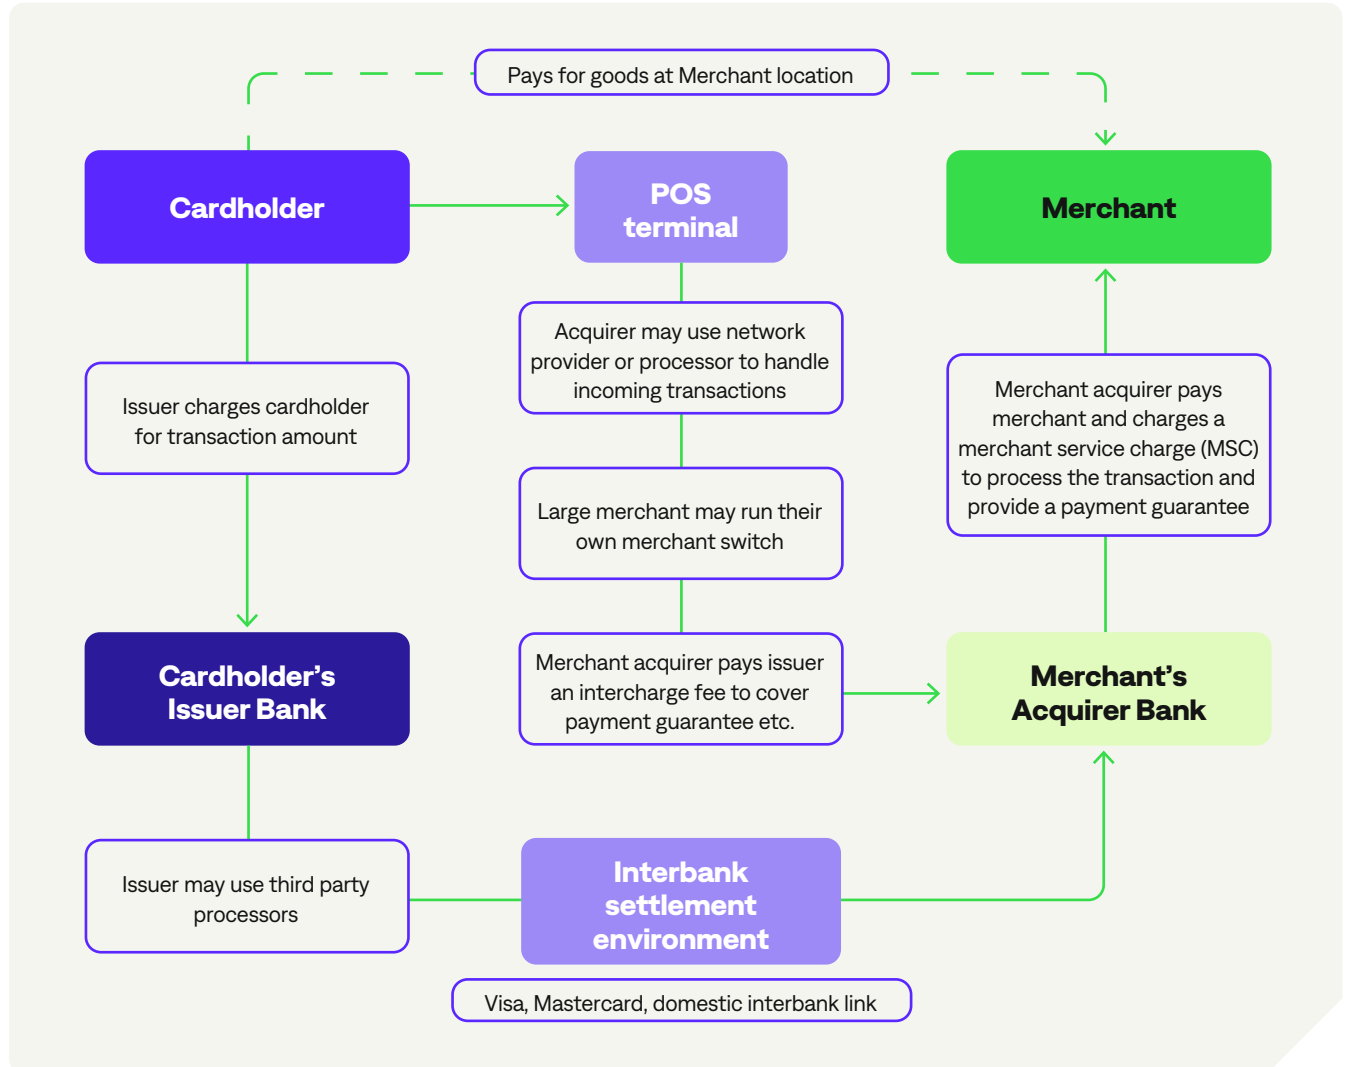 Pays for goods at Merchant location
Cardholder
POS
terminal
Merchant
Acquirer may use network
provider or processor to handle
incoming transactions
Issuer charges cardholder
for transaction amount
Merchant acquirer pays
merchant and charges a
merchant service charge (MSC)
to process the transaction and
provide a payment guarantee
Large merchant may run their
own merchant switch
Cardholder’s
Issuer Bank
Merchant acquirer pays issuer
an intercharge fee to cover
payment guarantee etc.
Merchant’s
Acquirer Bank
Issuer may use third party
processors
Interbank
settlement
environment
Visa, Mastercard, domestic interbank link